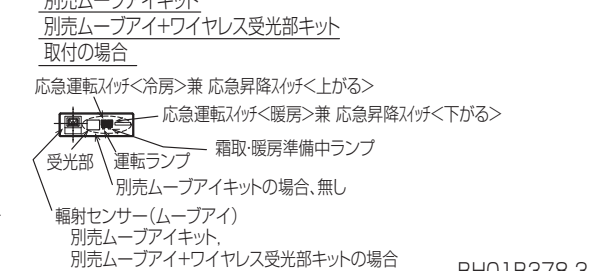 別売ムーブアイキット
別売ムーブアイ+ワイヤレス受光部キット
取付の場合
応急運転スイッチ<冷房>兼 応急昇降スイッチ<上がる>
応急運転スイッチ<暖房>兼 応急昇降スイッチ<下がる>
霜取・暖房準備中ランプ
受光部
運転ランプ
別売ムーブアイキットの場合、無し
輻射センサー(ムーブアイ)
別売ムーブアイキット,
別売ムーブアイ+ワイヤレス受光部キットの場合